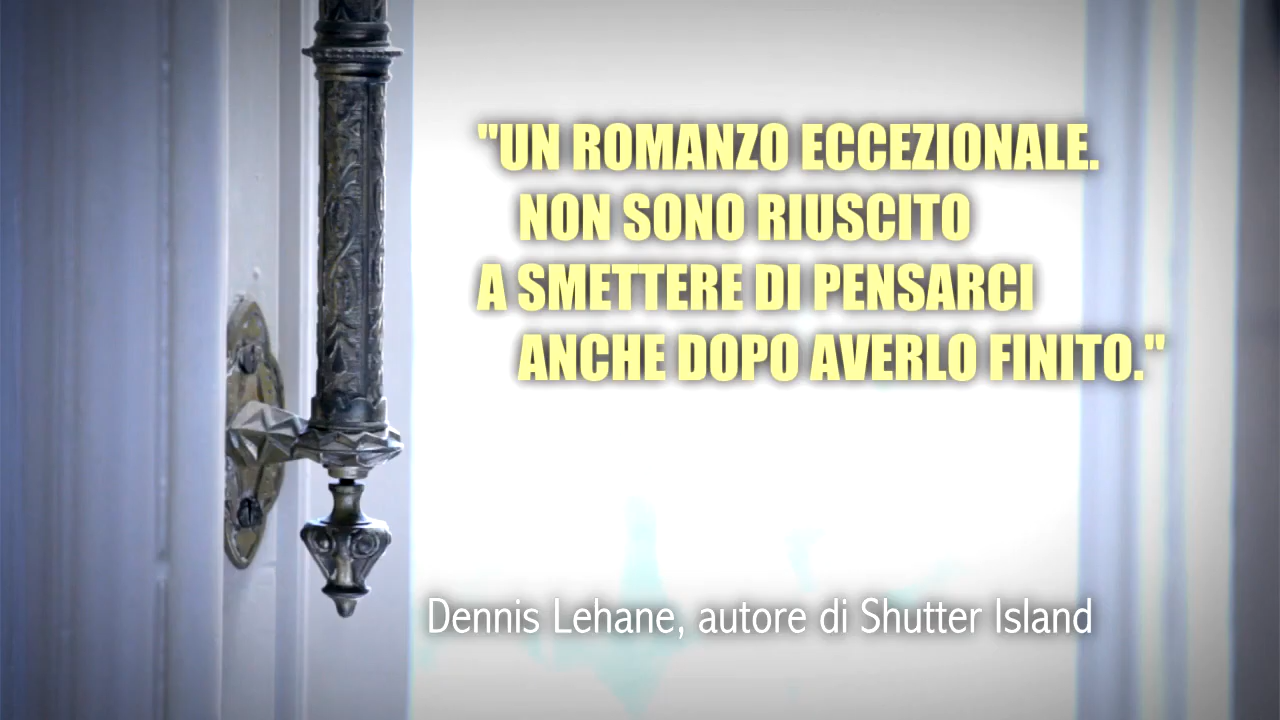 "UN ROMANZO ECCEZIONALE.
NON SONO RIUSCITO
A SMETTERE DI PENSARCI
ANCHE DOPO AVERLO FINITO."
Dennis Lehane, autore di Shutter Island